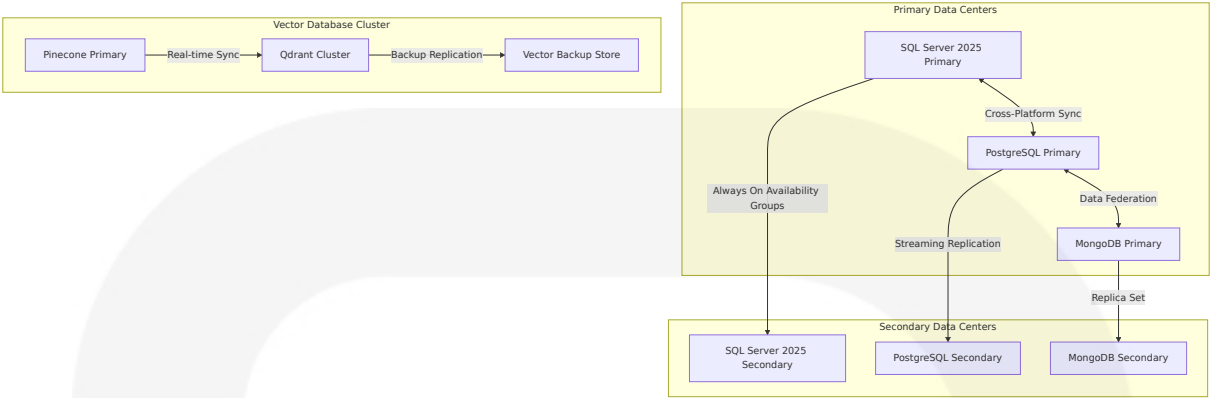 Vector Database Cluster
Pinecone Primary
Real-time Sync
Qdrant Cluster
Backup Replication
Vector Backup Store
Primary Data Centers
SQL Server 2025
Primary
Cross-Platform Sync
PostgreSQL Primary
Always On Availability
Groups
Data Federation
Streaming Replication
MongoDB Primary
Replica Set
Secondary Data Centers
SQL Server 2025
Secondary
PostgreSQL Secondary
MongoDB Secondary